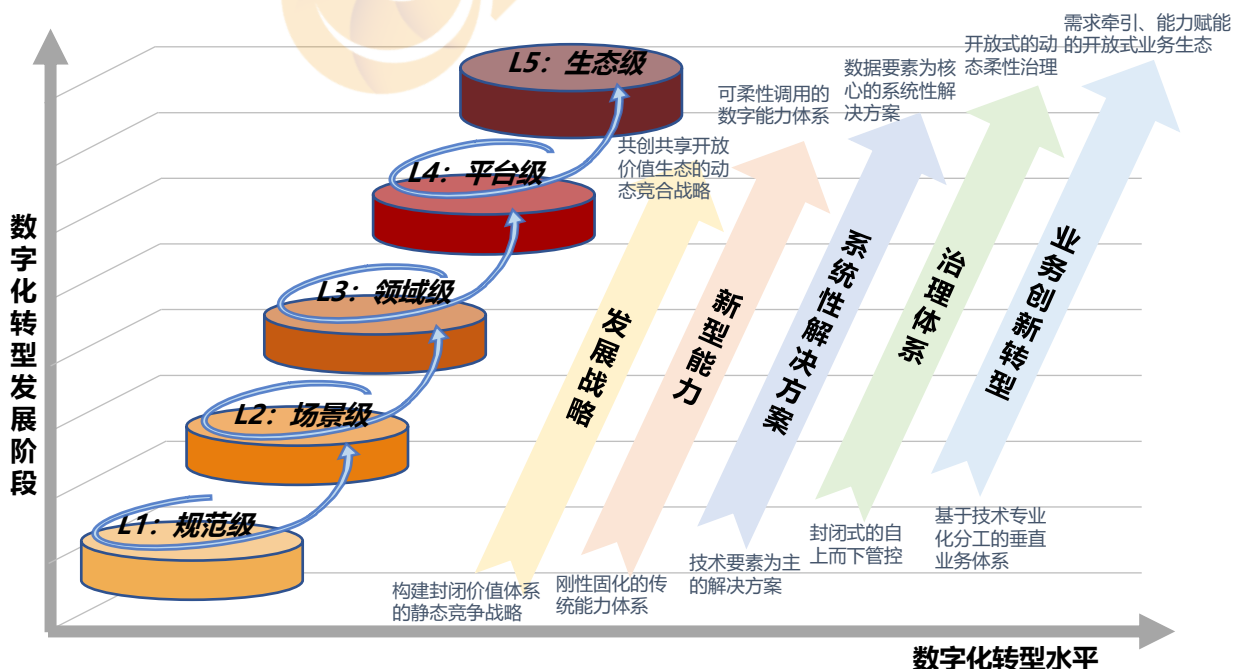 需求牵引、能力赋能
的开放式业务生态
开放式的动
态柔性治理
数据要素为核
心的系统性解
决方案
可柔性调用的
数字能力体系
共创共享开放
价值生态的动
态竞合战略
L5：生态级
L4：平台级
L3：领域级
L2：场景级
L1：规范级
数字化转型发展阶段
发展战略
新型能力
系统性解决方案
治理体系
业务创新转型
构建封闭价值体系
的静态竞争战略
刚性固化的传
统能力体系
技术要素为主
的解决方案
封闭式的自
上而下管控
基于技术专业
化分工的垂直
业务体系
数字化转型水平